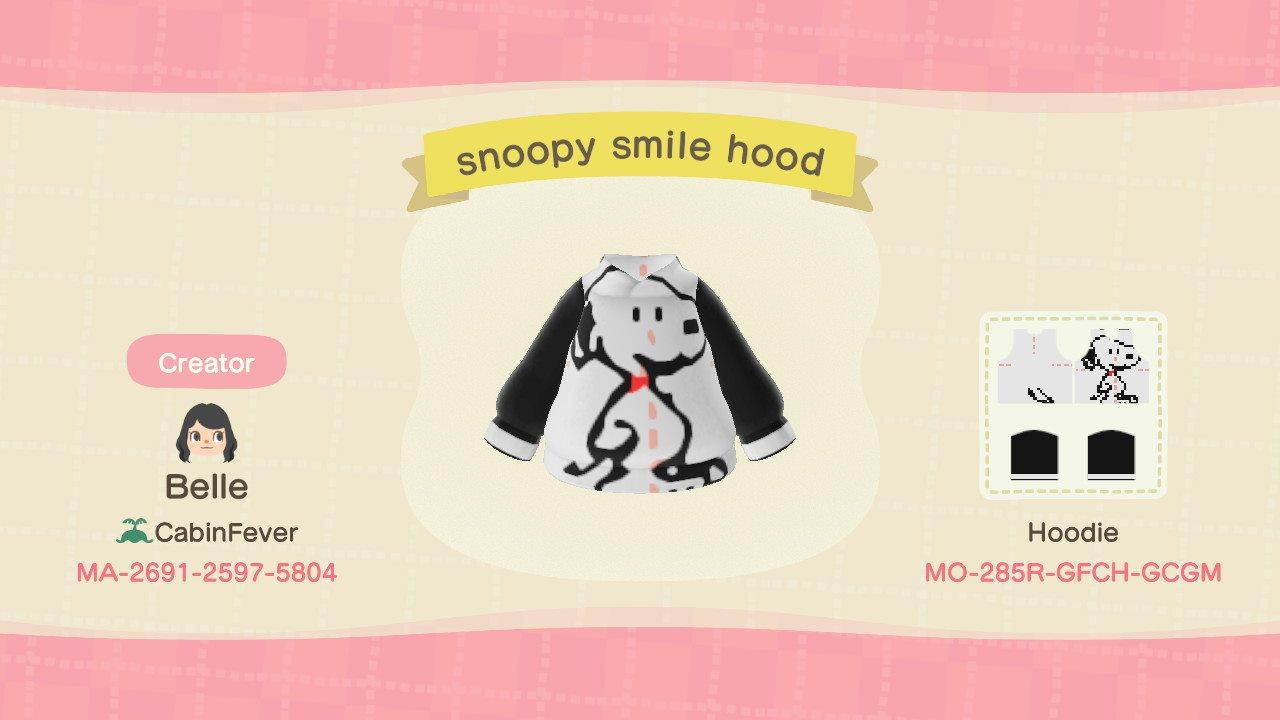 snoopy smile hood
Creator
Belle
CabinFever
MA-2691-2597-5804
Hoodie
MO-285R-GFCH-GCGM